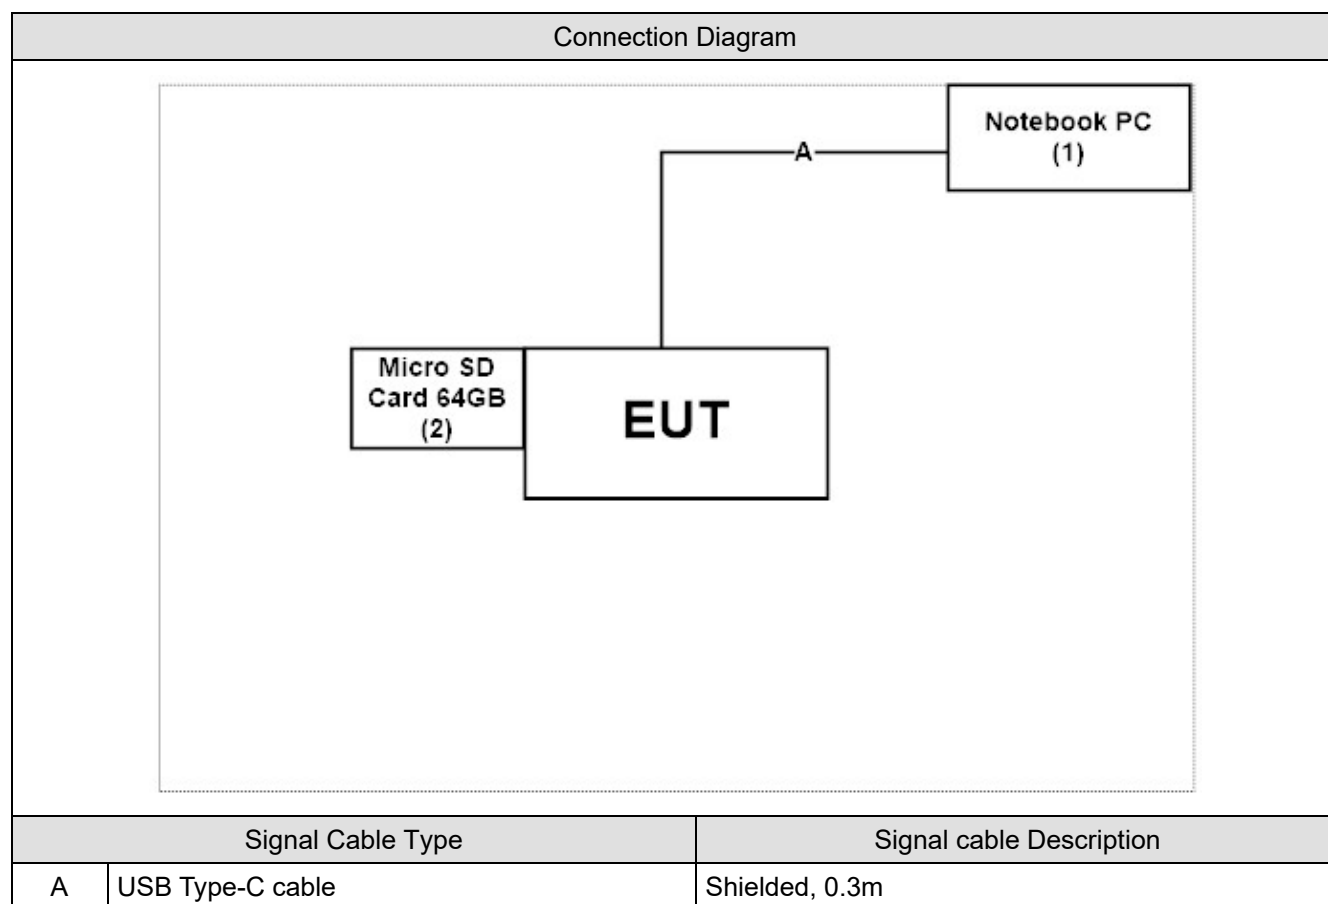 Connection Diagram
Notebook PC
(1)
A
Micro SD
Card 64GB
(2)
EUT
Signal Cable Type
Signal cable Description
A
USB Type-C cable
Shielded, 0.3m